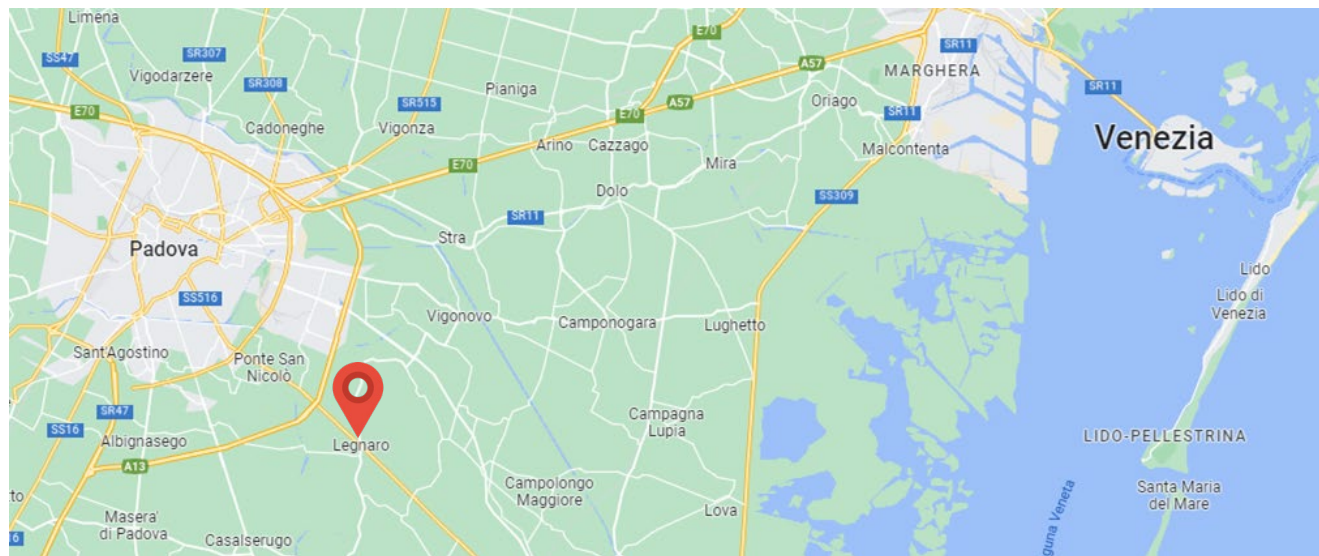 Limena
SR307
SS47
Vigodarzere
SR308
E70
SR11
A57
MARGHERA
SR11
E70
SR515
Pianiga
A57
Oriago
SR11
Cadoneghe
Vigonza
E70
Venezia
Arino
Cazzago
Mira
Malcontenta
E70
Dolo
SS309
SR11
Stra
Padova
SS516
Lido
Lido di
Venezia
Vigonovo
Camponogara
Lughetto
Sant'Agostino
Ponte San
Nicolò
SR47
SS16
Albignasego
Legnaro
A13
Campagna
Lupia
LIDO-PELLESTRINA
Campolongo
Maggiore
Lova
Santa Maria
del Mare
Masera'
di Padova
Casalserugo
guna Veneta